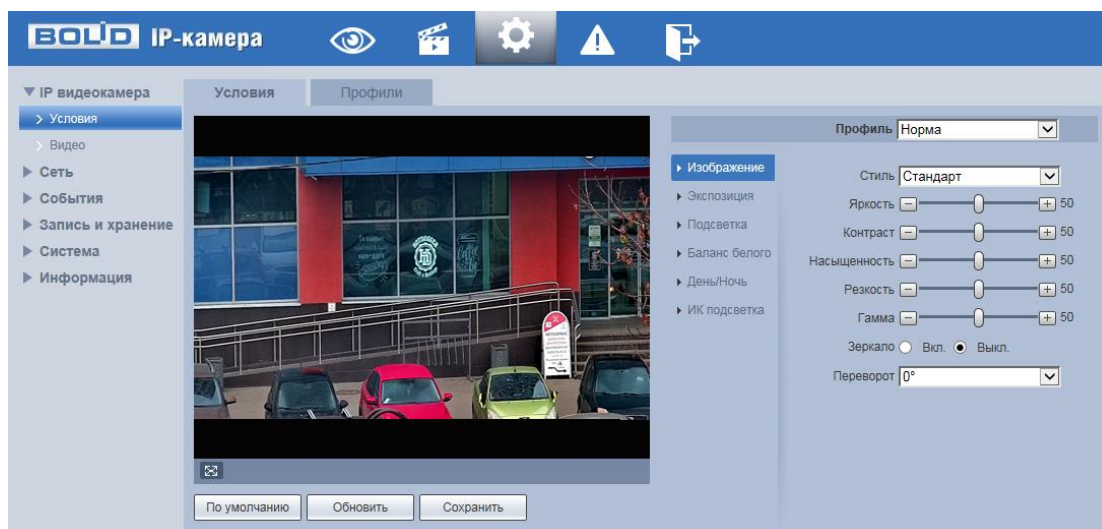 BOLID IP-камера
IP видеокамера
Условия
Видео
Сеть
События
Запись и хранение
Система
Информация
Условия
Профили
По умолчанию
Обновить
Сохранить
Изображение
Экспозиция
Подсветка
Баланс белого
День/Ночь
ИК подсветка
Профиль Норма
Стиль Стандарт
Яркость 50
Контраст 50
Насыщенность 50
Резкость 50
Гамма 50
Зеркало Вкл. Выкл.
Переворот 0°